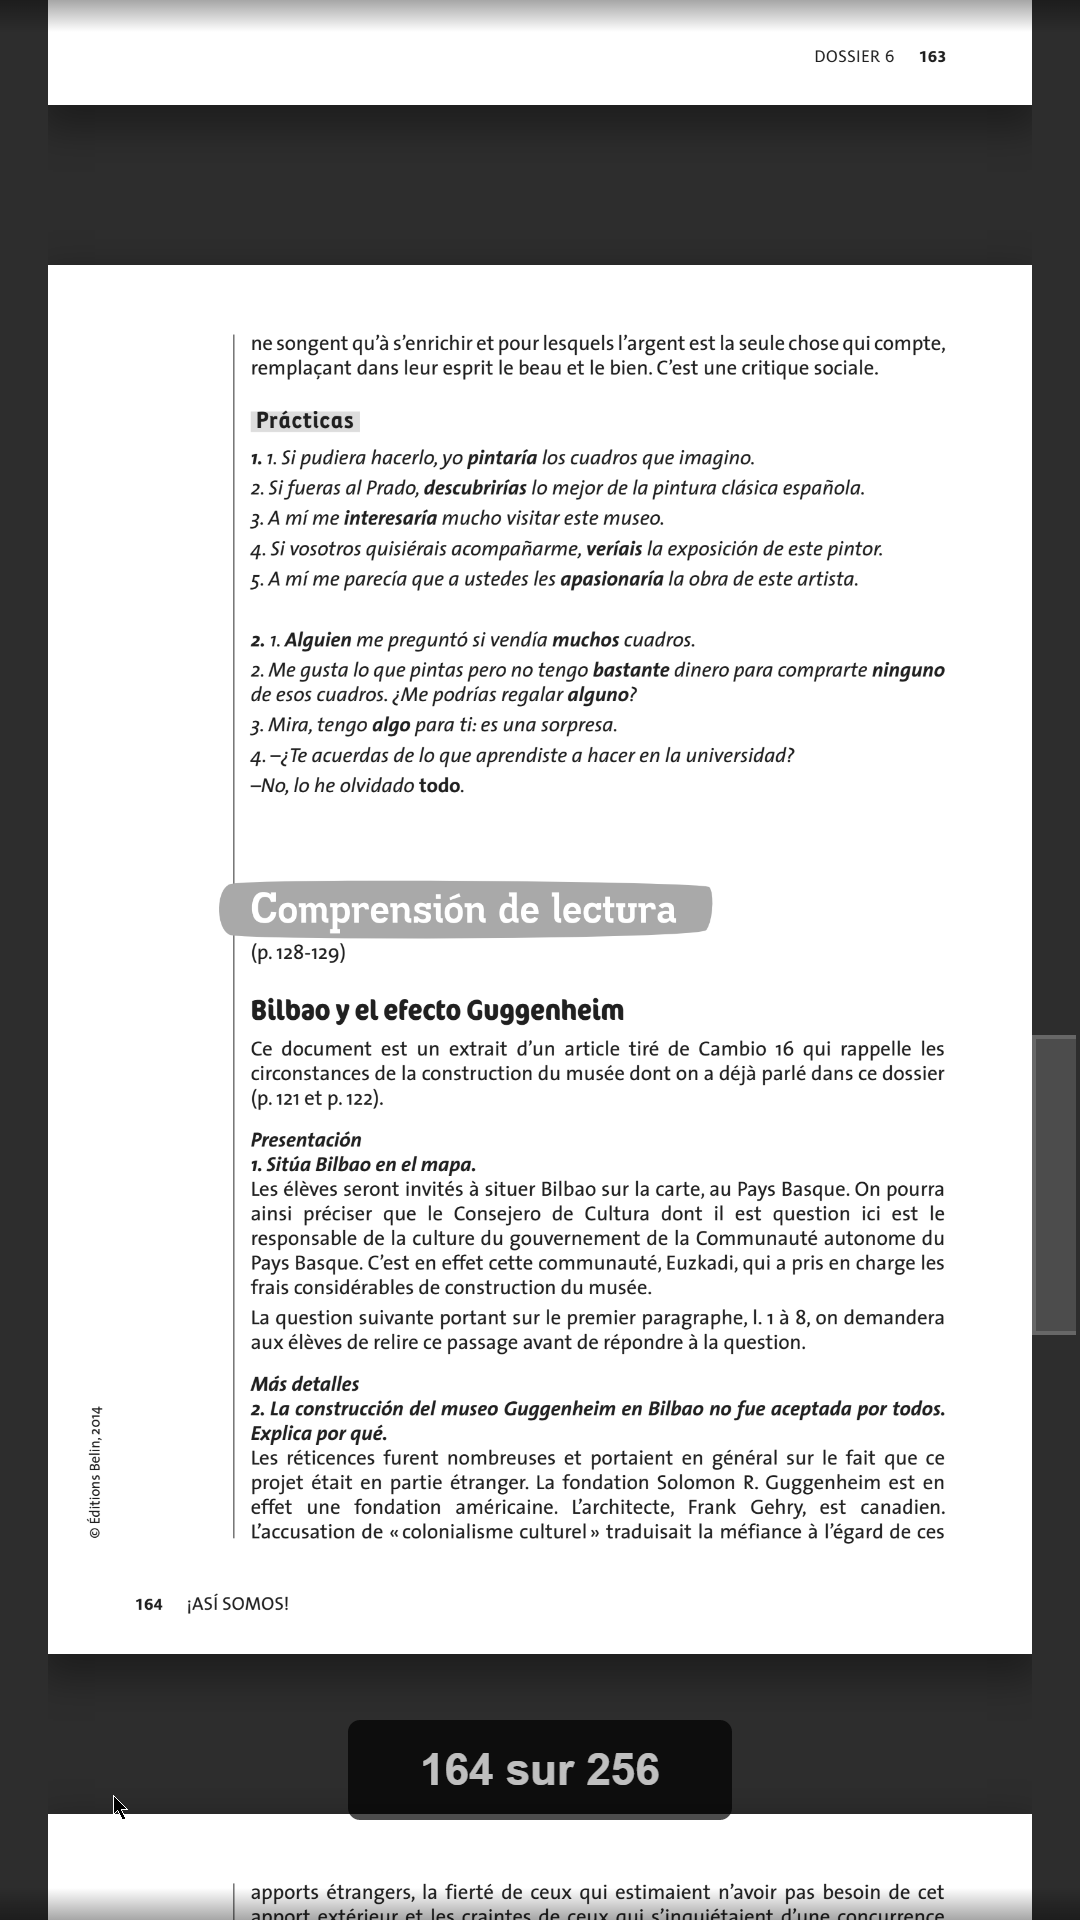 DOSSIER 6 163
ne songent qu’à s’enrichir et pour lesquels l’argent est la seule chose qui compte,
remplaçant dans leur esprit le beau et le bien. C’est une critique sociale.
Prácticas
1. 1. Si pudiera hacerlo, yo pintaría los cuadros que imagino.
2. Si fueras al Prado, descubrirías lo mejor de la pintura clásica española.
3. A mí me interesaría mucho visitar este museo.
4. Si vosotros quisiérais acompañarme, veríais la exposición de este pintor.
5. A mí me parecía que a ustedes les apasionaría la obra de este artista.
2. 1. Alguien me preguntó si vendía muchos cuadros.
2. Me gusta lo que pintas pero no tengo bastante dinero para comprarte ninguno
de esos cuadros. ¿Me podrías regalar alguno?
3. Mira, tengo algo para ti: es una sorpresa.
4. –¿Te acuerdas de lo que aprendiste a hacer en la universidad?
–No, lo he olvidado todo.
Comprensión de lectura
(p. 128-129)
Bilbao y el efecto Guggenheim
Ce document est un extrait d’un article tiré de Cambio 16 qui rappelle les
circonstances de la construction du musée dont on a déjà parlé dans ce dossier
(p. 121 et p. 122).
Presentación
1. Sitúa Bilbao en el mapa.
Les élèves seront invités à situer Bilbao sur la carte, au Pays Basque. On pourra
ainsi préciser que le Consejero de Cultura dont il est question ici est le
responsable de la culture du gouvernement de la Communauté autonome du
Pays Basque. C’est en effet cette communauté, Euzkadi, qui a pris en charge les
frais considérables de construction du musée.
La question suivante portant sur le premier paragraphe, l. 1 à 8, on demandera
aux élèves de relire ce passage avant de répondre à la question.
Más detalles
2. La construcción del museo Guggenheim en Bilbao no fue aceptada por todos.
Explica por qué.
Les réticences furent nombreuses et portaient en général sur le fait que ce
projet était en partie étranger. La fondation Solomon R. Guggenheim est en
effet une fondation américaine. L’architecte, Frank Gehry, est canadien.
L’accusation de « colonialisme culturel » traduisait la méfiance à l’égard de ces
© Éditions Belin, 2014
164 ¡ASÍ SOMOS!
164 sur 256
apports étrangers, la fierté de ceux qui estimaient n’avoir pas besoin de cet
apport extérieur et les craintes de ceux qui s’inquiétaient d’une concurrence